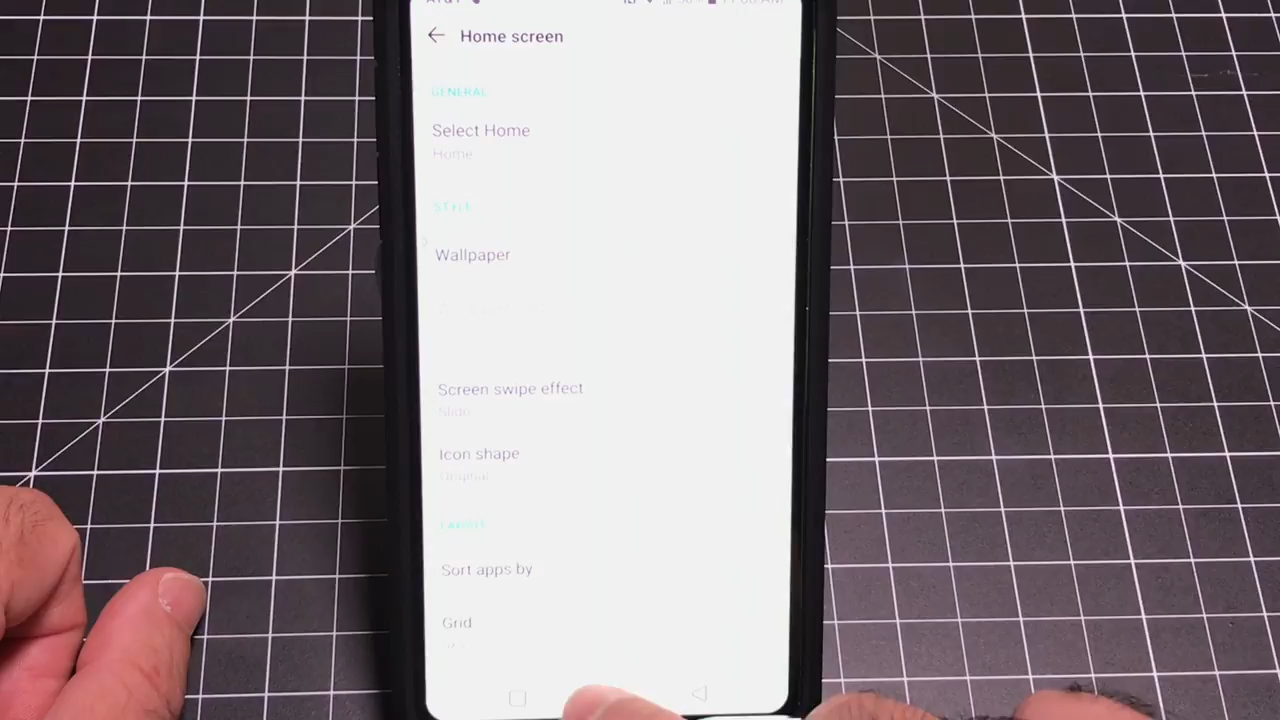 Home screen
GENERAL
Select Home
Home
STYLE
Wallpaper
Screen swipe effect
Slide
Icon shape
Original
LAYOUT
Sort apps by
Grid